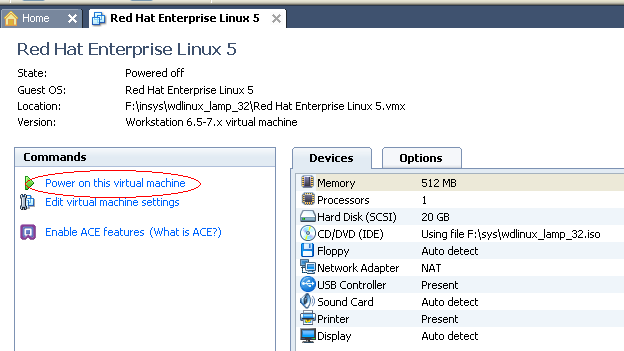 Home
Red Hat Enterprise Linux 5
Red Hat Enterprise Linux 5
State: Powered off
Guest OS: Red Hat Enterprise Linux 5
Location: F:\insys\wdlinux_lamp_32\Red Hat Enterprise Linux 5.vmx
Version: Workstation 6.5-7.x virtual machine
Commands
Power on this virtual machine
Edit virtual machine settings
Enable ACE features (What is ACE?)
Devices
Options
Memory 512 MB
Processors 1
Hard Disk (SCSI) 20 GB
CD/DVD (IDE) Using file F:\sys\wdlinux_lamp_32.iso
Floppy Auto detect
Network Adapter NAT
USB Controller Present
Sound Card Auto detect
Printer Present
Display Auto detect